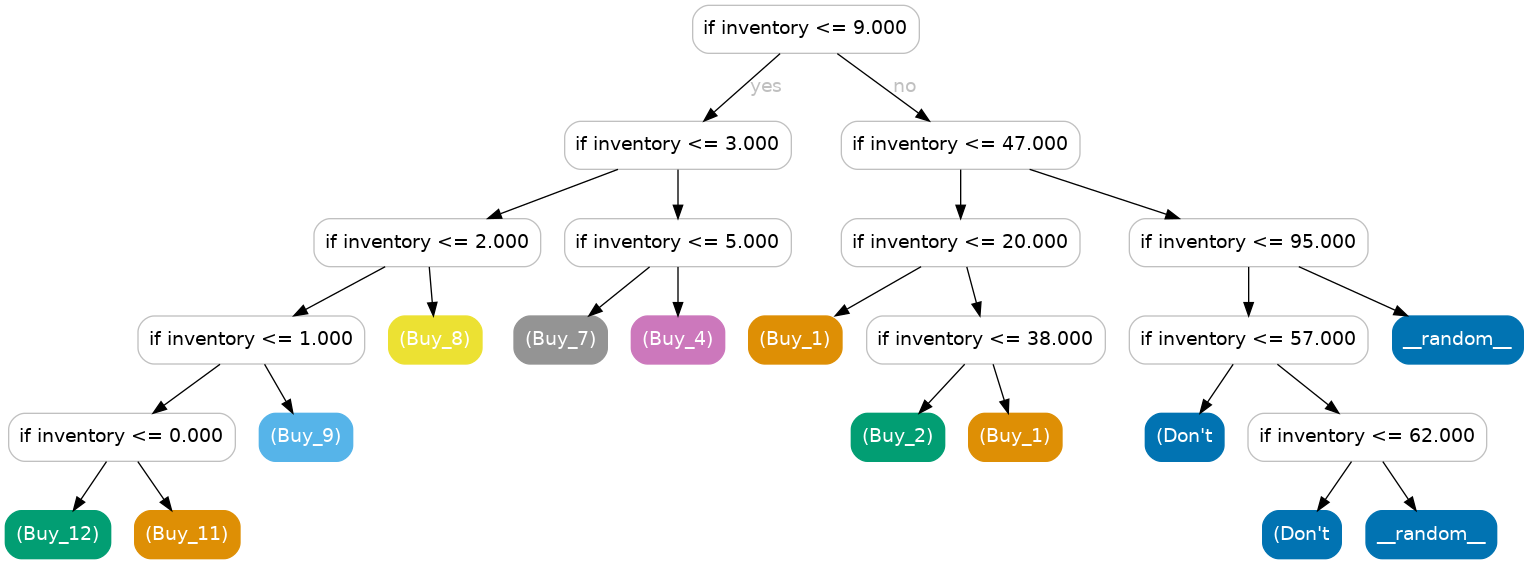 if inventory <= 9.000
yes
no
if inventory <= 3.000
if inventory <= 47.000
if inventory <= 2.000
if inventory <= 5.000
if inventory <= 20.000
if inventory <= 95.000
if inventory <= 1.000
(Buy_8)
(Buy_7)
(Buy_4)
(Buy_1)
if inventory <= 38.000
if inventory <= 57.000
__random__
if inventory <= 0.000
(Buy_9)
(Buy_2)
(Buy_1)
(Don't
if inventory <= 62.000
(Buy_12)
(Buy_11)
(Don't
__random__